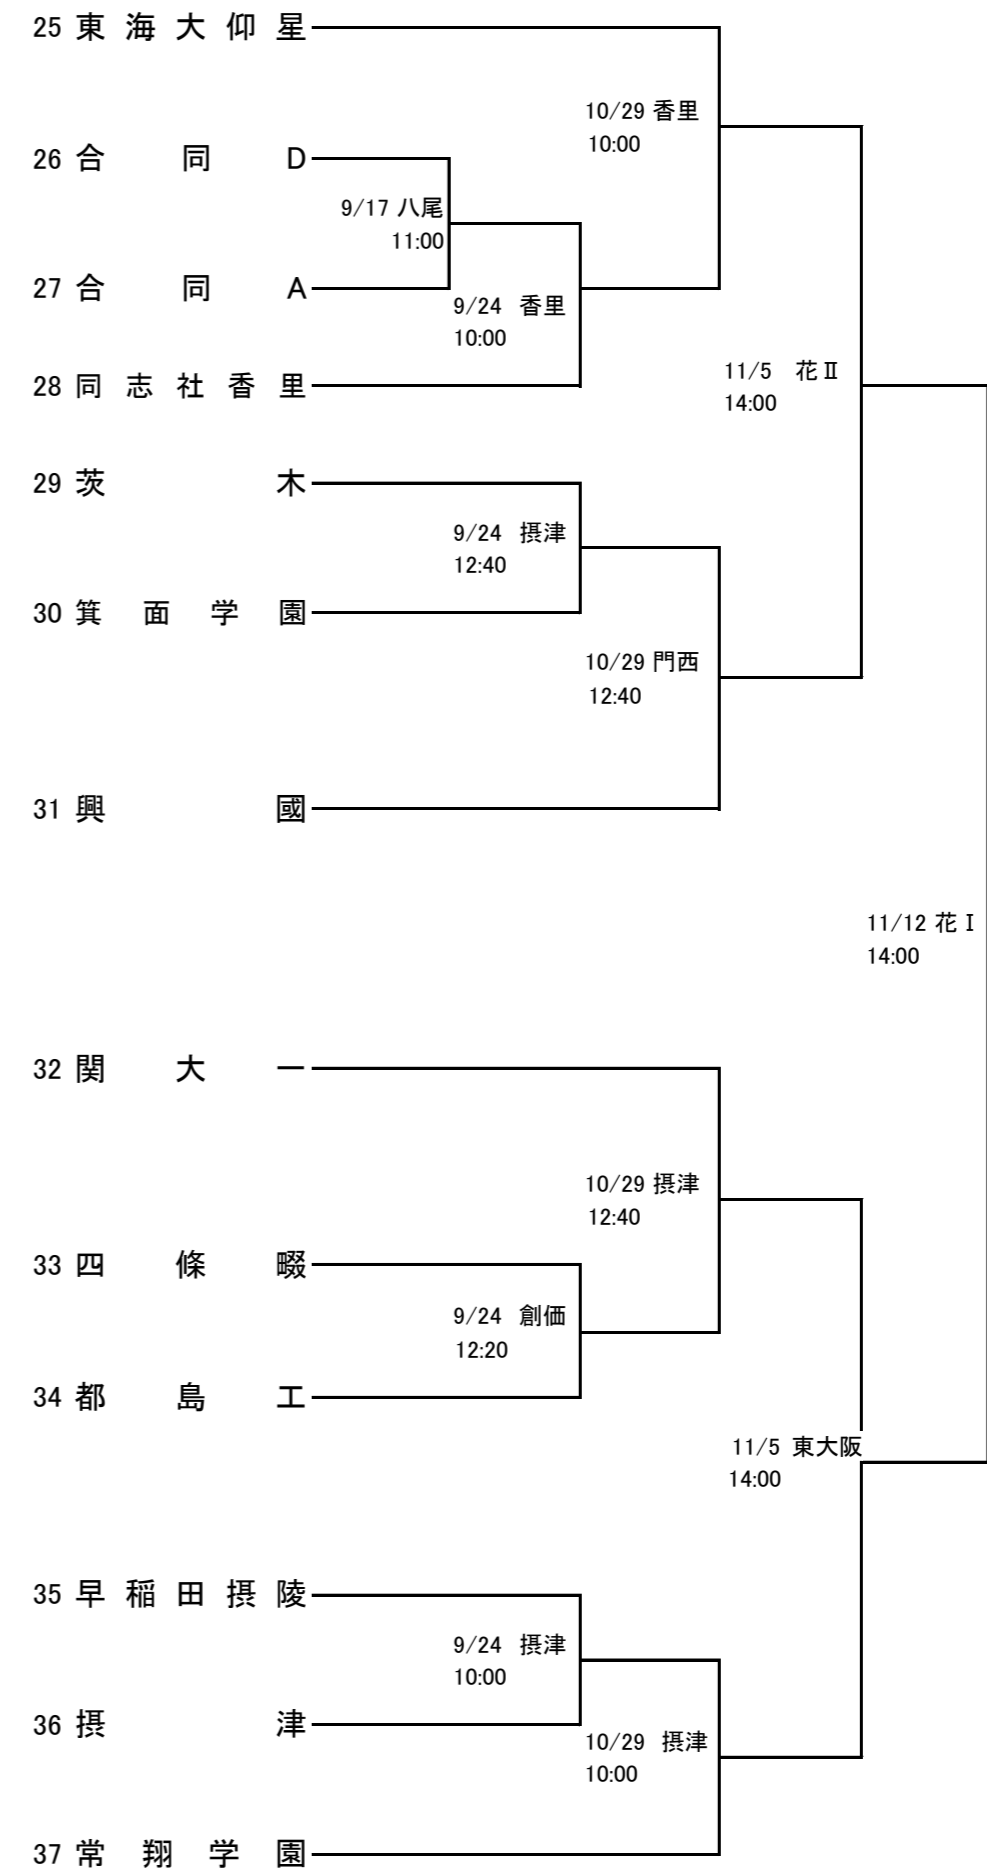 25 東海大仰星
10/29 香里
10:00
26 合同D
9/17 八尾
11:00
27 合同A
9/24 香里
10:00
28 同志社香里
11/5 花Ⅱ
14:00
29 茨木
9/24 摂津
12:40
30 箕面学園
10/29 門西
12:40
31 興國
11/12 花Ⅰ
14:00
32 関大一
10/29 摂津
12:40
33 四條畷
9/24 創価
12:20
34 都島工
11/5 東大阪
14:00
35 早稲田摂陵
9/24 摂津
10:00
36 摂津
10/29 摂津
10:00
37 常翔学園